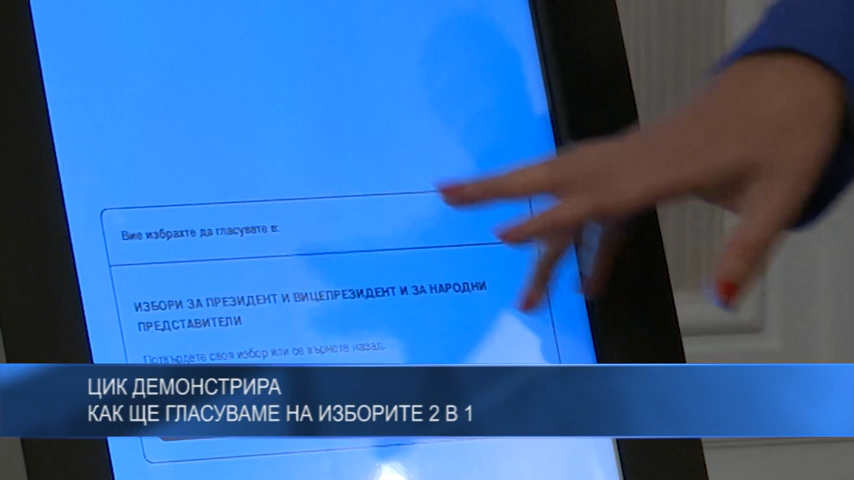 Вие избрахте да гласувате в:
ИЗБОРИ ЗА ПРЕЗИДЕНТ И ВИЦЕПРЕЗИДЕНТ И ЗА НАРОДНИ
ПРЕДСТАВИТЕЛИ
Потвърдете своя избор или се върнете назад.
ЦИК ДЕМОНСТРИРА
КАК ЩЕ ГЛАСУВАМЕ НА ИЗБОРИТЕ 2 В 1